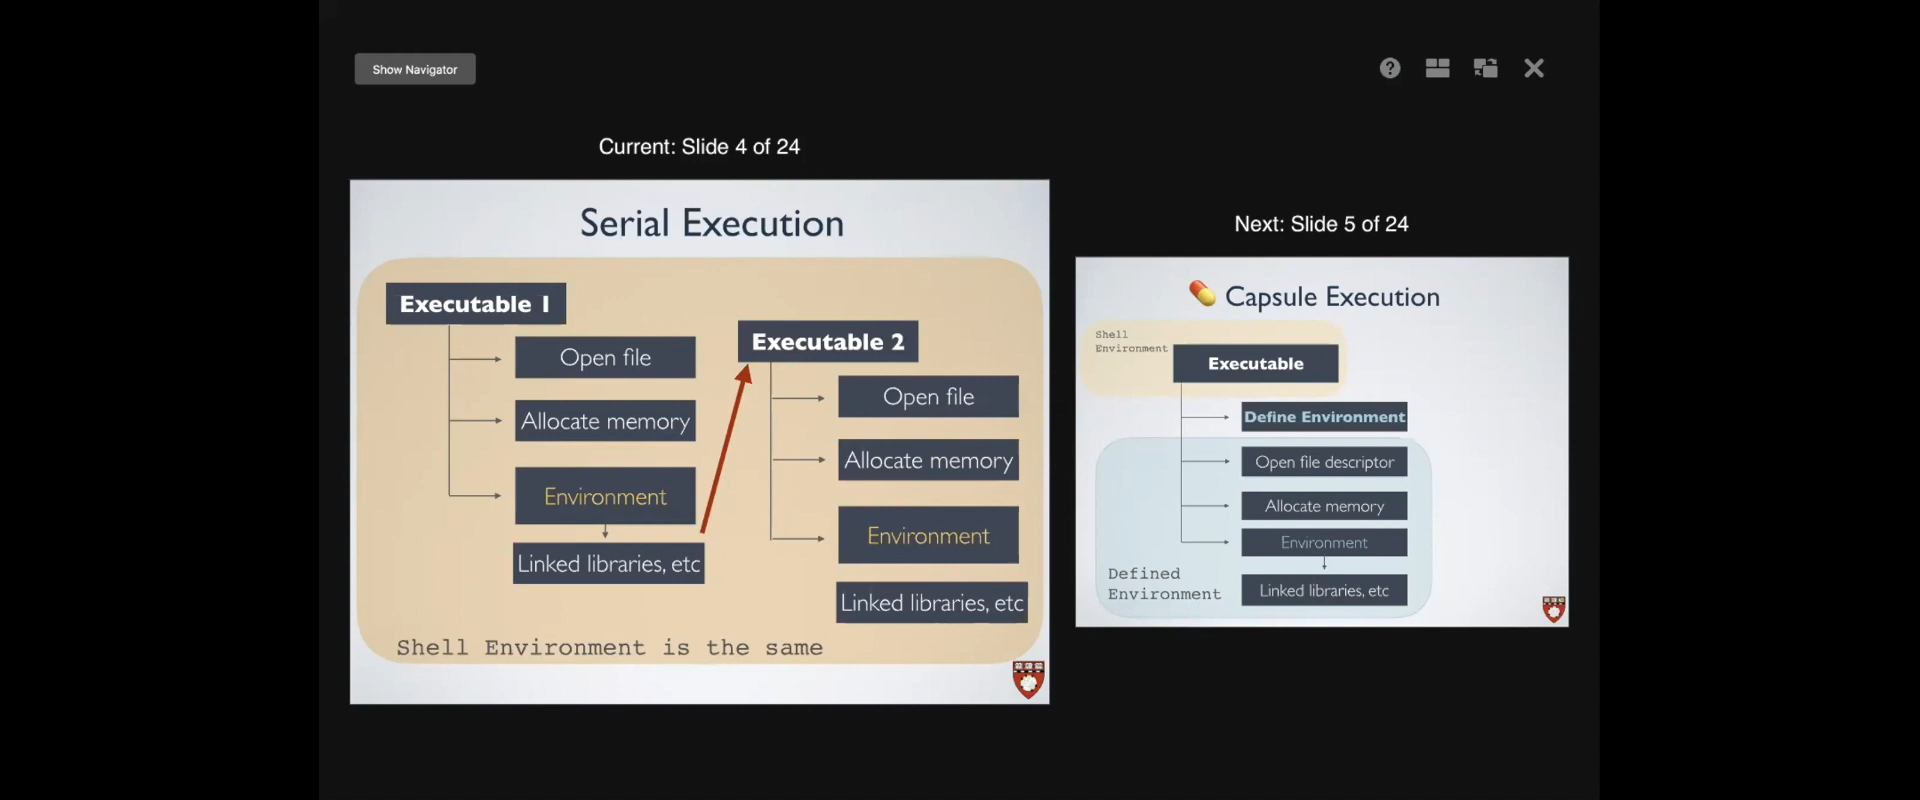 Show Navigator
Current: Slide 4 of 24
Serial Execution
Executable 1
Open file
Allocate memory
Environment
Linked libraries, etc
Executable 2
Open file
Allocate memory
Environment
Linked libraries, etc
Shell Environment is the same
Next: Slide 5 of 24
Capsule Execution
Shell
Environment
Executable
Define Environment
Open file descriptor
Allocate memory
Environment
Linked libraries, etc
Defined
Environment